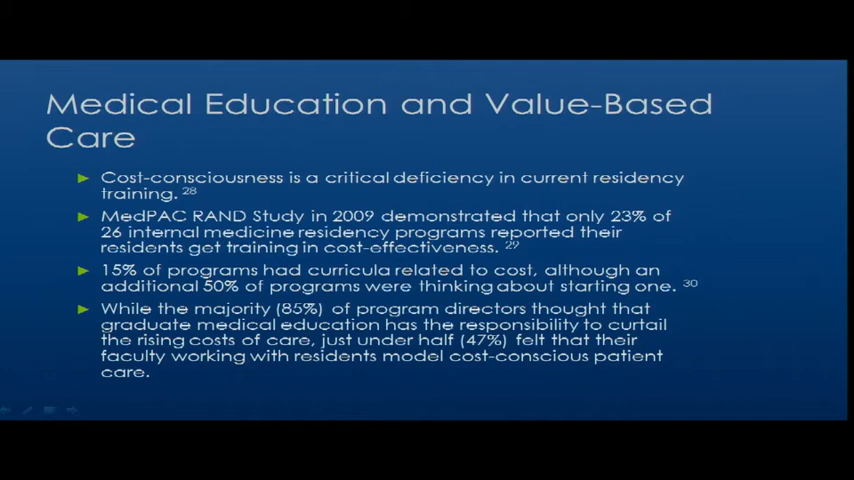 Medical Education and Value-Based
Care
Cost-consciousness is a critical deficiency in current residency
training. 28
MedPAC RAND Study in 2009 demonstrated that only 23% of
26 internal medicine residency programs reported their
residents get training in cost-effectiveness. 29
15% of programs had curricula related to cost, although an
additional 50% of programs were thinking about starting one. 30
While the majority (85%) of program directors thought that
graduate medical education has the responsibility to curtail
the rising costs of care, just under half (47%) felt that their
faculty working with residents model cost-conscious patient
care.